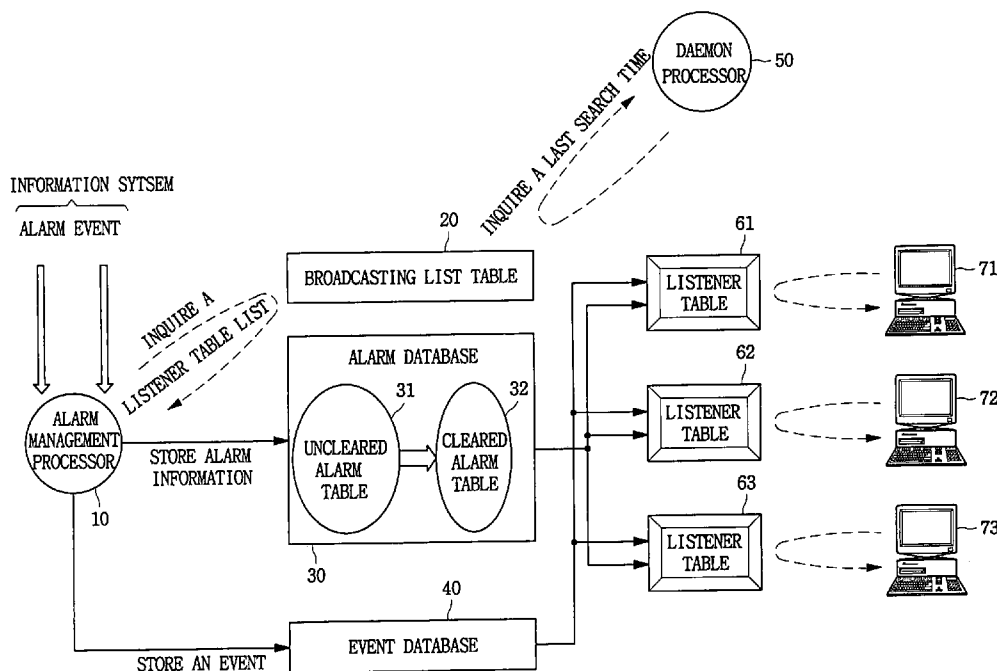 DAEMON
PROCESSOR
50
INQUIRE A LAST SEARCH TIME
INFORMATION SYTSEM
ALARM EVENT
20
BROADCASTING LIST TABLE
INQUIRE A
LISTENER TABLE LIST
61
LISTENER
TABLE
71
ALARM DATABASE
31
32
UNCLEARED
ALARM
TABLE
CLEARED
ALARM
TABLE
30
ALARM
MANAGEMENT
PROCESSOR
10
STORE ALARM
INFORMATION
62
LISTENER
TABLE
72
63
LISTENER
TABLE
73
40
EVENT DATABASE
STORE AN EVENT